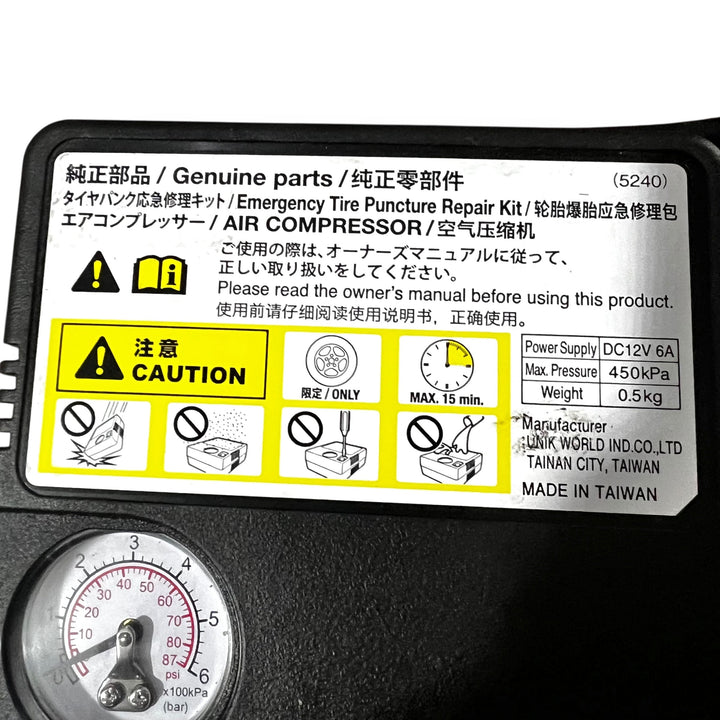 純正部品 / Genuine parts / 纯正零部件 (5240)
タイヤパンク応急修理キット / Emergency Tire Puncture Repair Kit / 轮胎爆胎应急修理包
エアコンプレッサー / AIR COMPRESSOR / 空气压缩机
ご使用の際は、オーナーズマニュアルに従って、
正しい取り扱いをしてください。
Please read the owner's manual before using this product.
使用前请仔细阅读使用说明书，正确使用。
注意
CAUTION
限定 / ONLY
MAX. 15 min.
Power Supply DC12V 6A
Max. Pressure 450kPa
Weight 0.5kg
Manufacturer
UNIK WORLD IND.CO.,LTD
TAINAN CITY, TAIWAN
MADE IN TAIWAN
0 1 2 3 4 5 6
10 20 30 40 50 60 70 80 87
psi
x100kPa
(bar)